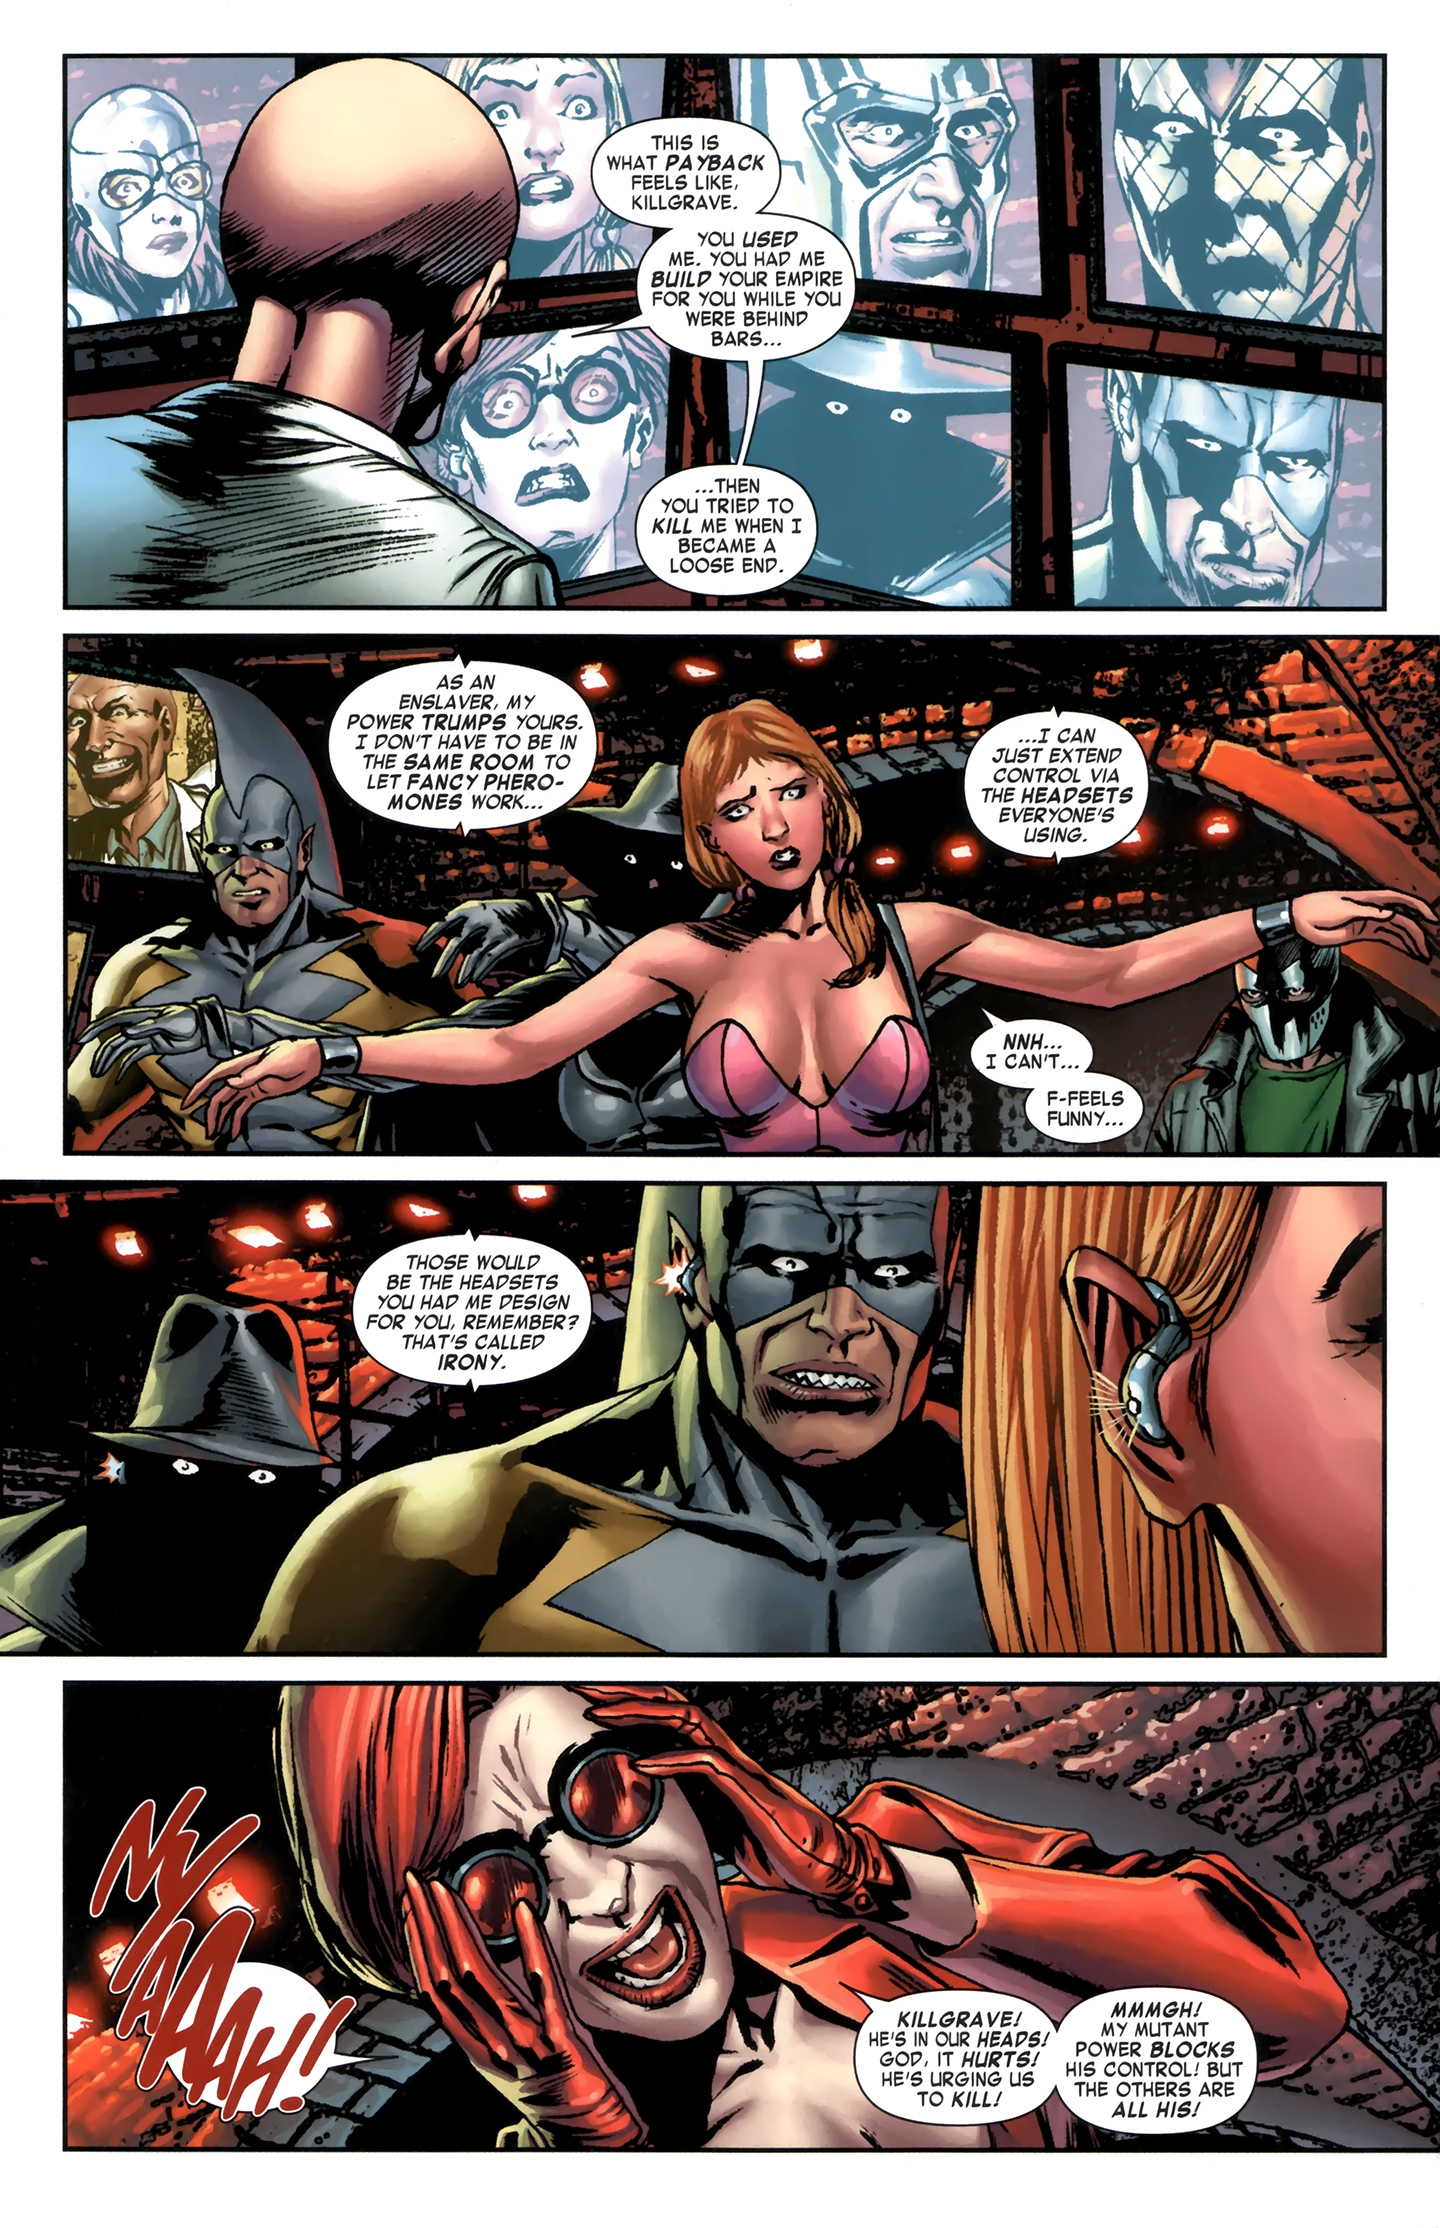 THIS IS
WHAT PAYBACK
FEELS LIKE,
KILLGRAVE.
YOU USED
ME. YOU HAD ME
BUILD YOUR EMPIRE
FOR YOU WHILE YOU
WERE BEHIND
BARS...
...THEN
YOU TRIED TO
KILL ME WHEN I
BECAME A
LOOSE END.
AS AN
ENSLAVER, MY
POWER TRUMPS YOURS.
I DON'T HAVE TO BE IN
THE SAME ROOM TO
LET FANCY PHERO-
MONES WORK...
...I CAN
JUST EXTEND
CONTROL VIA
THE HEADSETS
EVERYONE'S
USING.
NNH...
I CAN'T...
F-FEELS
FUNNY...
THOSE WOULD
BE THE HEADSETS
YOU HAD ME DESIGN
FOR YOU, REMEMBER?
THAT'S CALLED
IRONY.
NYAAAAAH!
KILLGRAVE!
HE'S IN OUR HEADS!
GOD, IT HURTS!
HE'S URGING US
TO KILL!
MMMGH!
MY MUTANT
POWER BLOCKS
HIS CONTROL! BUT
THE OTHERS ARE
ALL HIS!